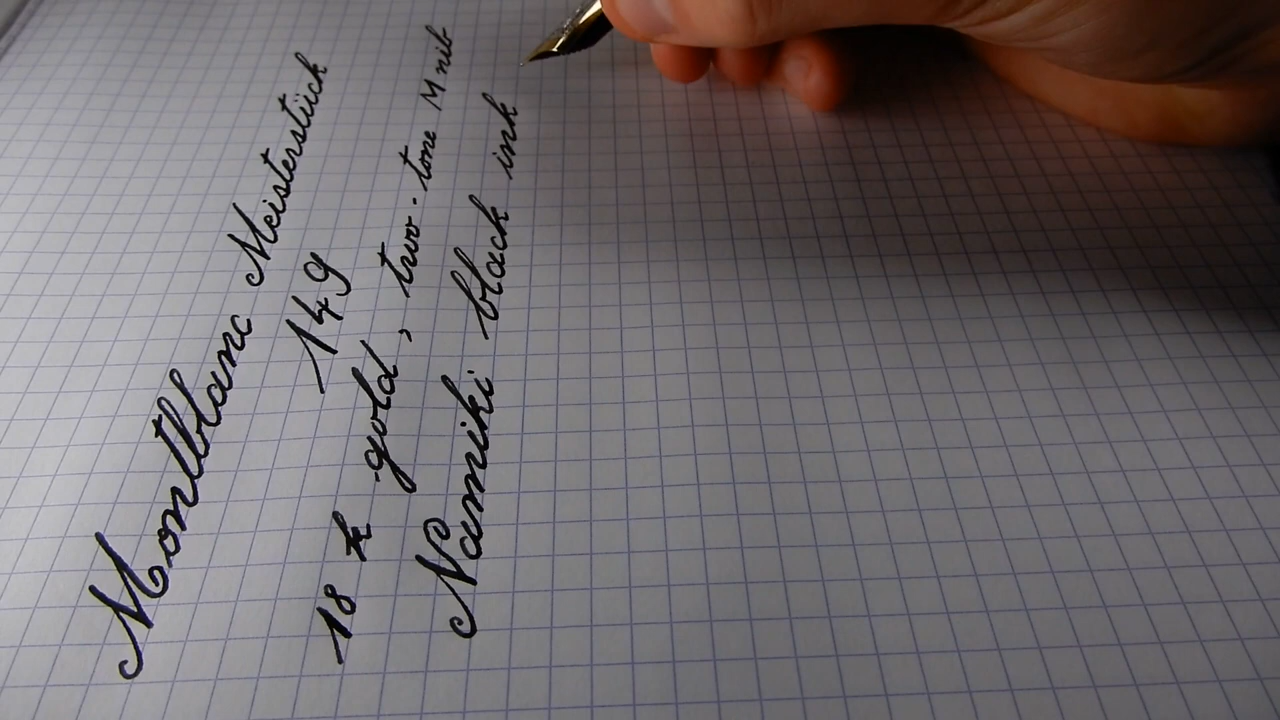 Montblanc Meisterstück
149
18 k gold, two-tone M nib
Namiki black ink